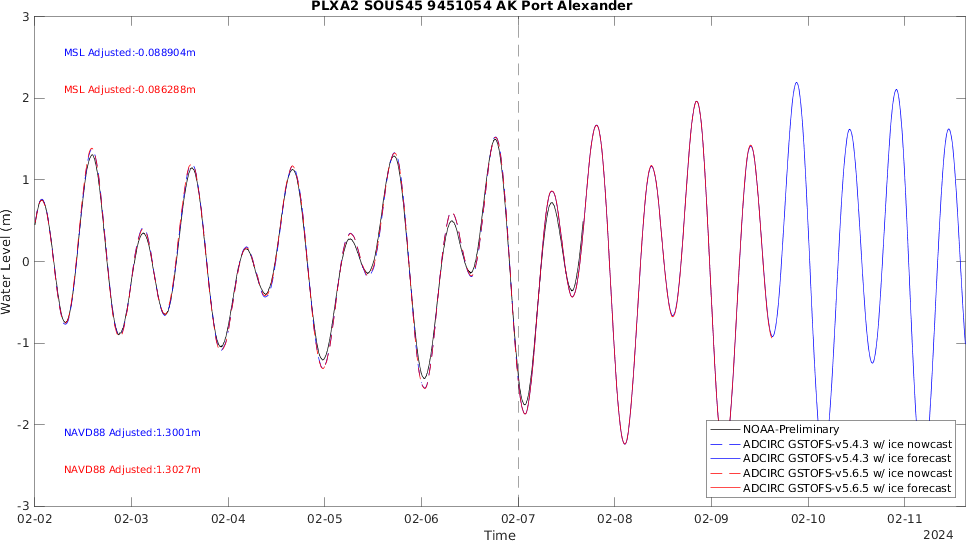 PLXA2 SOUS45 9451054 AK Port Alexander
3
MSL Adjusted:-0.088904m
MSL Adjusted:-0.086288m
2
1
0
-1
-2
-3
Water Level (m)
NAVD88 Adjusted:1.3001m
NAVD88 Adjusted:1.3027m
NOAA-Preliminary
ADCIRC GSTOFS-v5.4.3 w/ ice nowcast
ADCIRC GSTOFS-v5.4.3 w/ ice forecast
ADCIRC GSTOFS-v5.6.5 w/ ice nowcast
ADCIRC GSTOFS-v5.6.5 w/ ice forecast
02-02 02-03 02-04 02-05 02-06 02-07 02-08 02-09 02-10 02-11
Time
2024